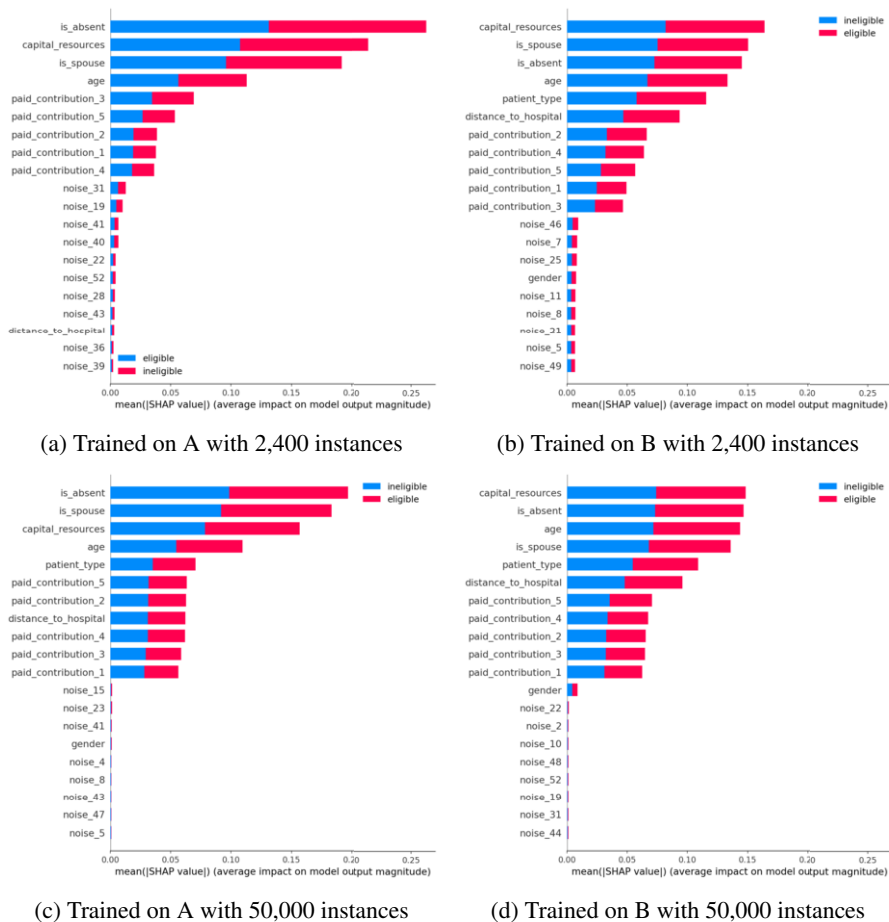 is_absent
capital_resources
is_spouse
age
paid_contribution_3
paid_contribution_5
paid_contribution_2
paid_contribution_1
paid_contribution_4
noise_31
noise_19
noise_41
noise_40
noise_22
noise_52
noise_28
noise_43
distance_to_hospital
noise_36
noise_39
eligible
ineligible
0.00 0.05 0.10 0.15 0.20 0.25
mean(|SHAP value|) (average impact on model output magnitude)
(a) Trained on A with 2,400 instances
capital_resources
is_spouse
is_absent
age
patient_type
distance_to_hospital
paid_contribution_2
paid_contribution_4
paid_contribution_5
paid_contribution_1
paid_contribution_3
noise_46
noise_7
noise_25
gender
noise_11
noise_8
noise_21
noise_5
noise_49
ineligible
eligible
0.00 0.05 0.10 0.15 0.20 0.25
mean(|SHAP value|) (average impact on model output magnitude)
(b) Trained on B with 2,400 instances
is_absent
is_spouse
capital_resources
age
patient_type
paid_contribution_5
paid_contribution_2
distance_to_hospital
paid_contribution_4
paid_contribution_3
paid_contribution_1
noise_15
noise_23
noise_41
gender
noise_4
noise_8
noise_43
noise_47
noise_5
ineligible
eligible
0.00 0.05 0.10 0.15 0.20 0.25
mean(|SHAP value|) (average impact on model output magnitude)
(c) Trained on A with 50,000 instances
capital_resources
is_absent
age
is_spouse
patient_type
distance_to_hospital
paid_contribution_5
paid_contribution_4
paid_contribution_2
paid_contribution_3
paid_contribution_1
gender
noise_22
noise_2
noise_10
noise_48
noise_52
noise_19
noise_31
noise_44
ineligible
eligible
0.00 0.05 0.10 0.15 0.20 0.25
mean(|SHAP value|) (average impact on model output magnitude)
(d) Trained on B with 50,000 instances